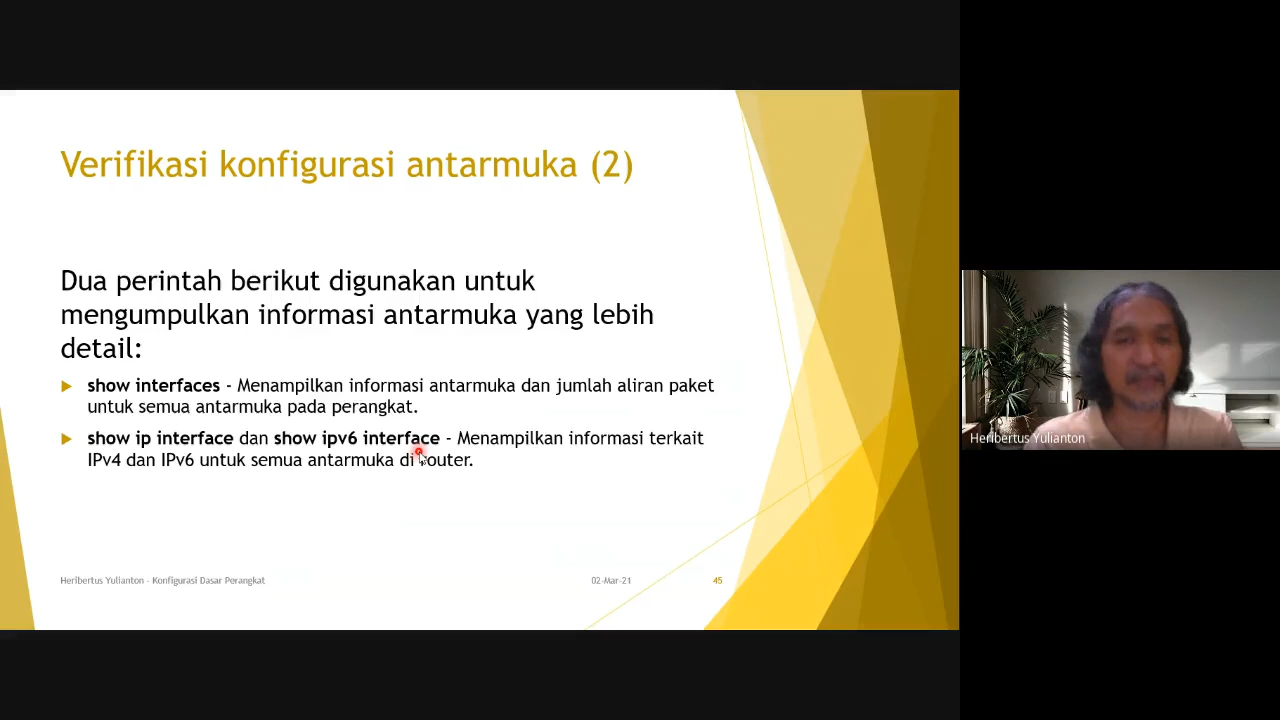 Verifikasi konfigurasi antarmuka (2)
Dua perintah berikut digunakan untuk
mengumpulkan informasi antarmuka yang lebih
detail:
show interfaces - Menampilkan informasi antarmuka dan jumlah aliran paket
untuk semua antarmuka pada perangkat.
show ip interface dan show ipv6 interface - Menampilkan informasi terkait
IPv4 dan IPv6 untuk semua antarmuka di router.
Heribertus Yulianton - Konfigurasi Dasar Perangkat
02-Mar-21
45
Heribertus Yulianton